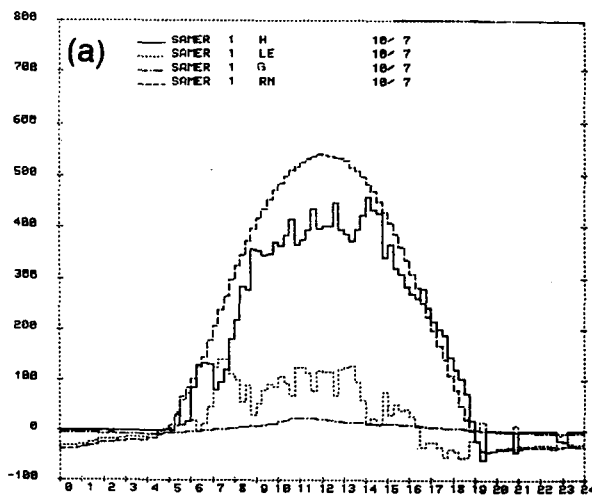 800
(a)
SAMER 1 H 10/ 7
SAMER 1 LE 10/ 7
SAMER 1 G 10/ 7
SAMER 1 RN 10/ 7
700
600
500
400
300
200
100
0
-100
0 1 2 3 4 5 6 7 8 9 10 11 12 13 14 15 16 17 18 19 20 21 22 23 24